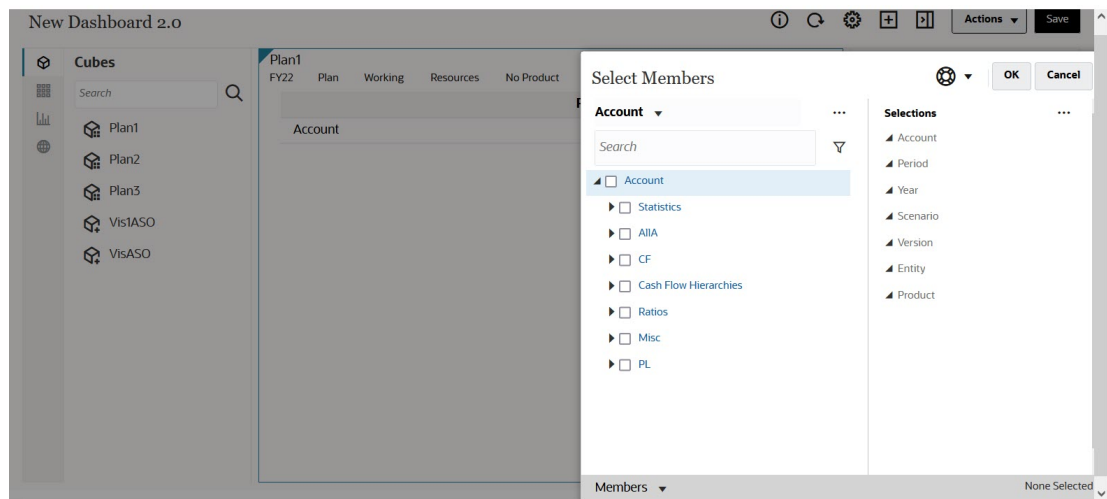 New Dashboard 2.0
Actions
Save
Cubes
Search
Plan1
Plan2
Plan3
Vis1ASO
VisASO
Plan1
FY22 Plan Working Resources No Product
Account
Select Members
OK
Cancel
Account
...
Search
Account
Statistics
AllA
CF
Cash Flow Hierarchies
Ratios
Misc
PL
Selections
...
Account
Period
Year
Scenario
Version
Entity
Product
Members
None Selected